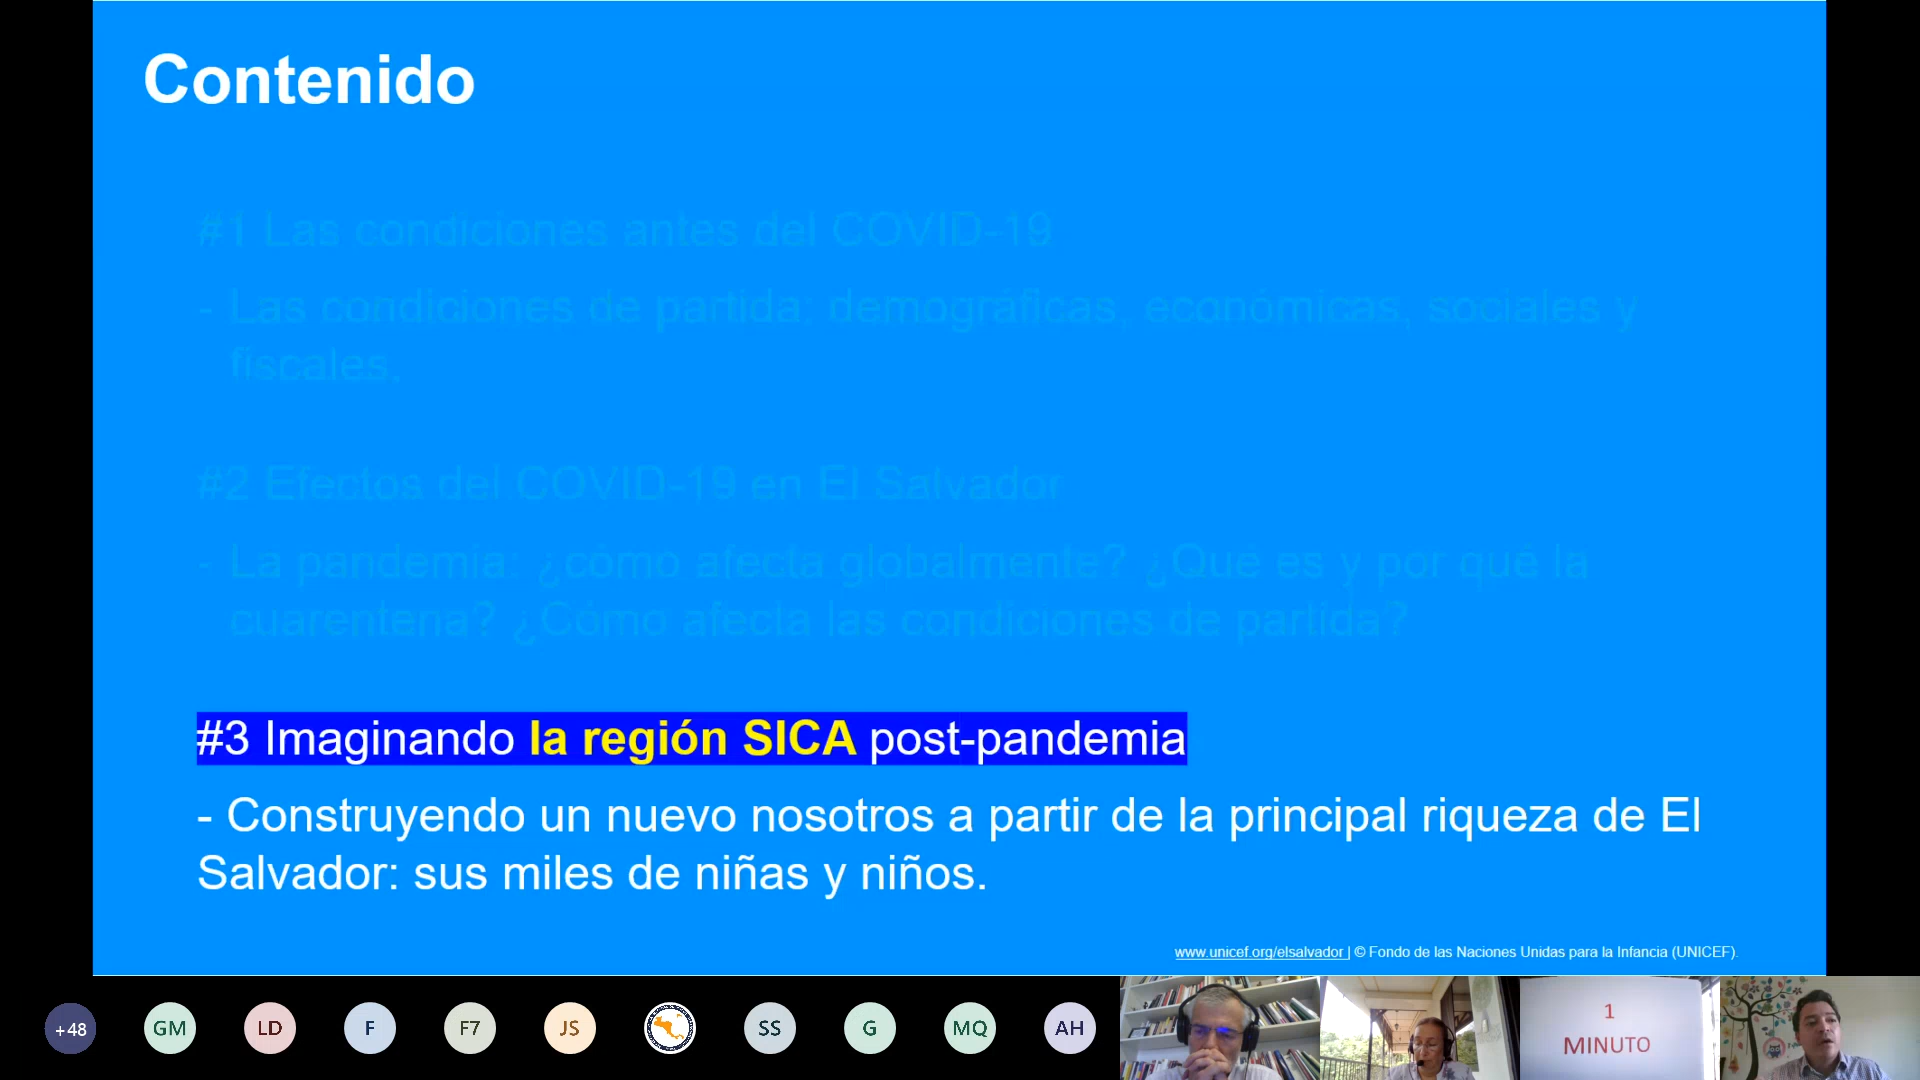 Contenido
#1 Las condiciones antes del COVID-19
- Las condiciones de partida: demográficas, económicas, sociales y
fiscales.
#2 Efectos del COVID-19 en El Salvador
- La pandemia: ¿cómo afecta globalmente? ¿Qué es y por qué la
cuarentena? ¿Cómo afecta las condiciones de partida?
#3 Imaginando la región SICA post-pandemia
- Construyendo un nuevo nosotros a partir de la principal riqueza de El
Salvador: sus miles de niñas y niños.
www.unicef.org/elsalvador | © Fondo de las Naciones Unidas para la Infancia (UNICEF).
+48 GM LD F F7 JS SS G MQ AH
1
MINUTO